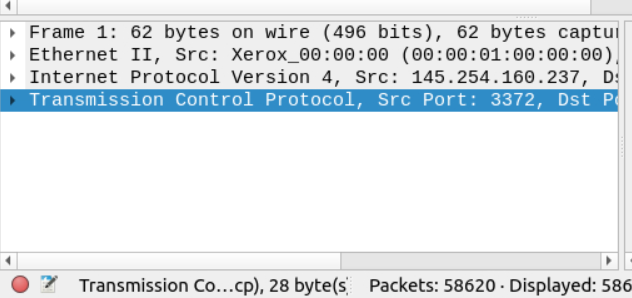 Frame 1: 62 bytes on wire (496 bits), 62 bytes captu
Ethernet II, Src: Xerox_00:00:00 (00:00:01:00:00:00),
Internet Protocol Version 4, Src: 145.254.160.237, Ds
Transmission Control Protocol, Src Port: 3372, Dst Po
Transmission Co…cp), 28 byte(s) Packets: 58620 · Displayed: 586